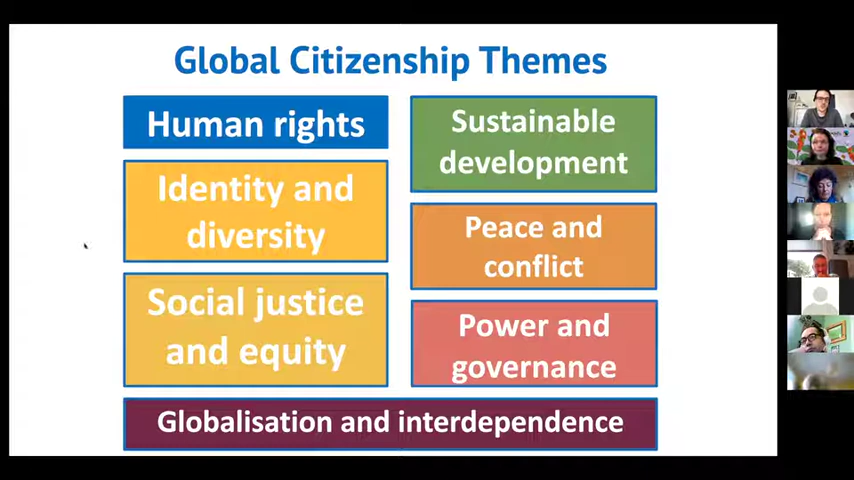 Global Citizenship Themes
Human rights
Identity and
diversity
Social justice
and equity
Sustainable
development
Peace and
conflict
Power and
governance
Globalisation and interdependence